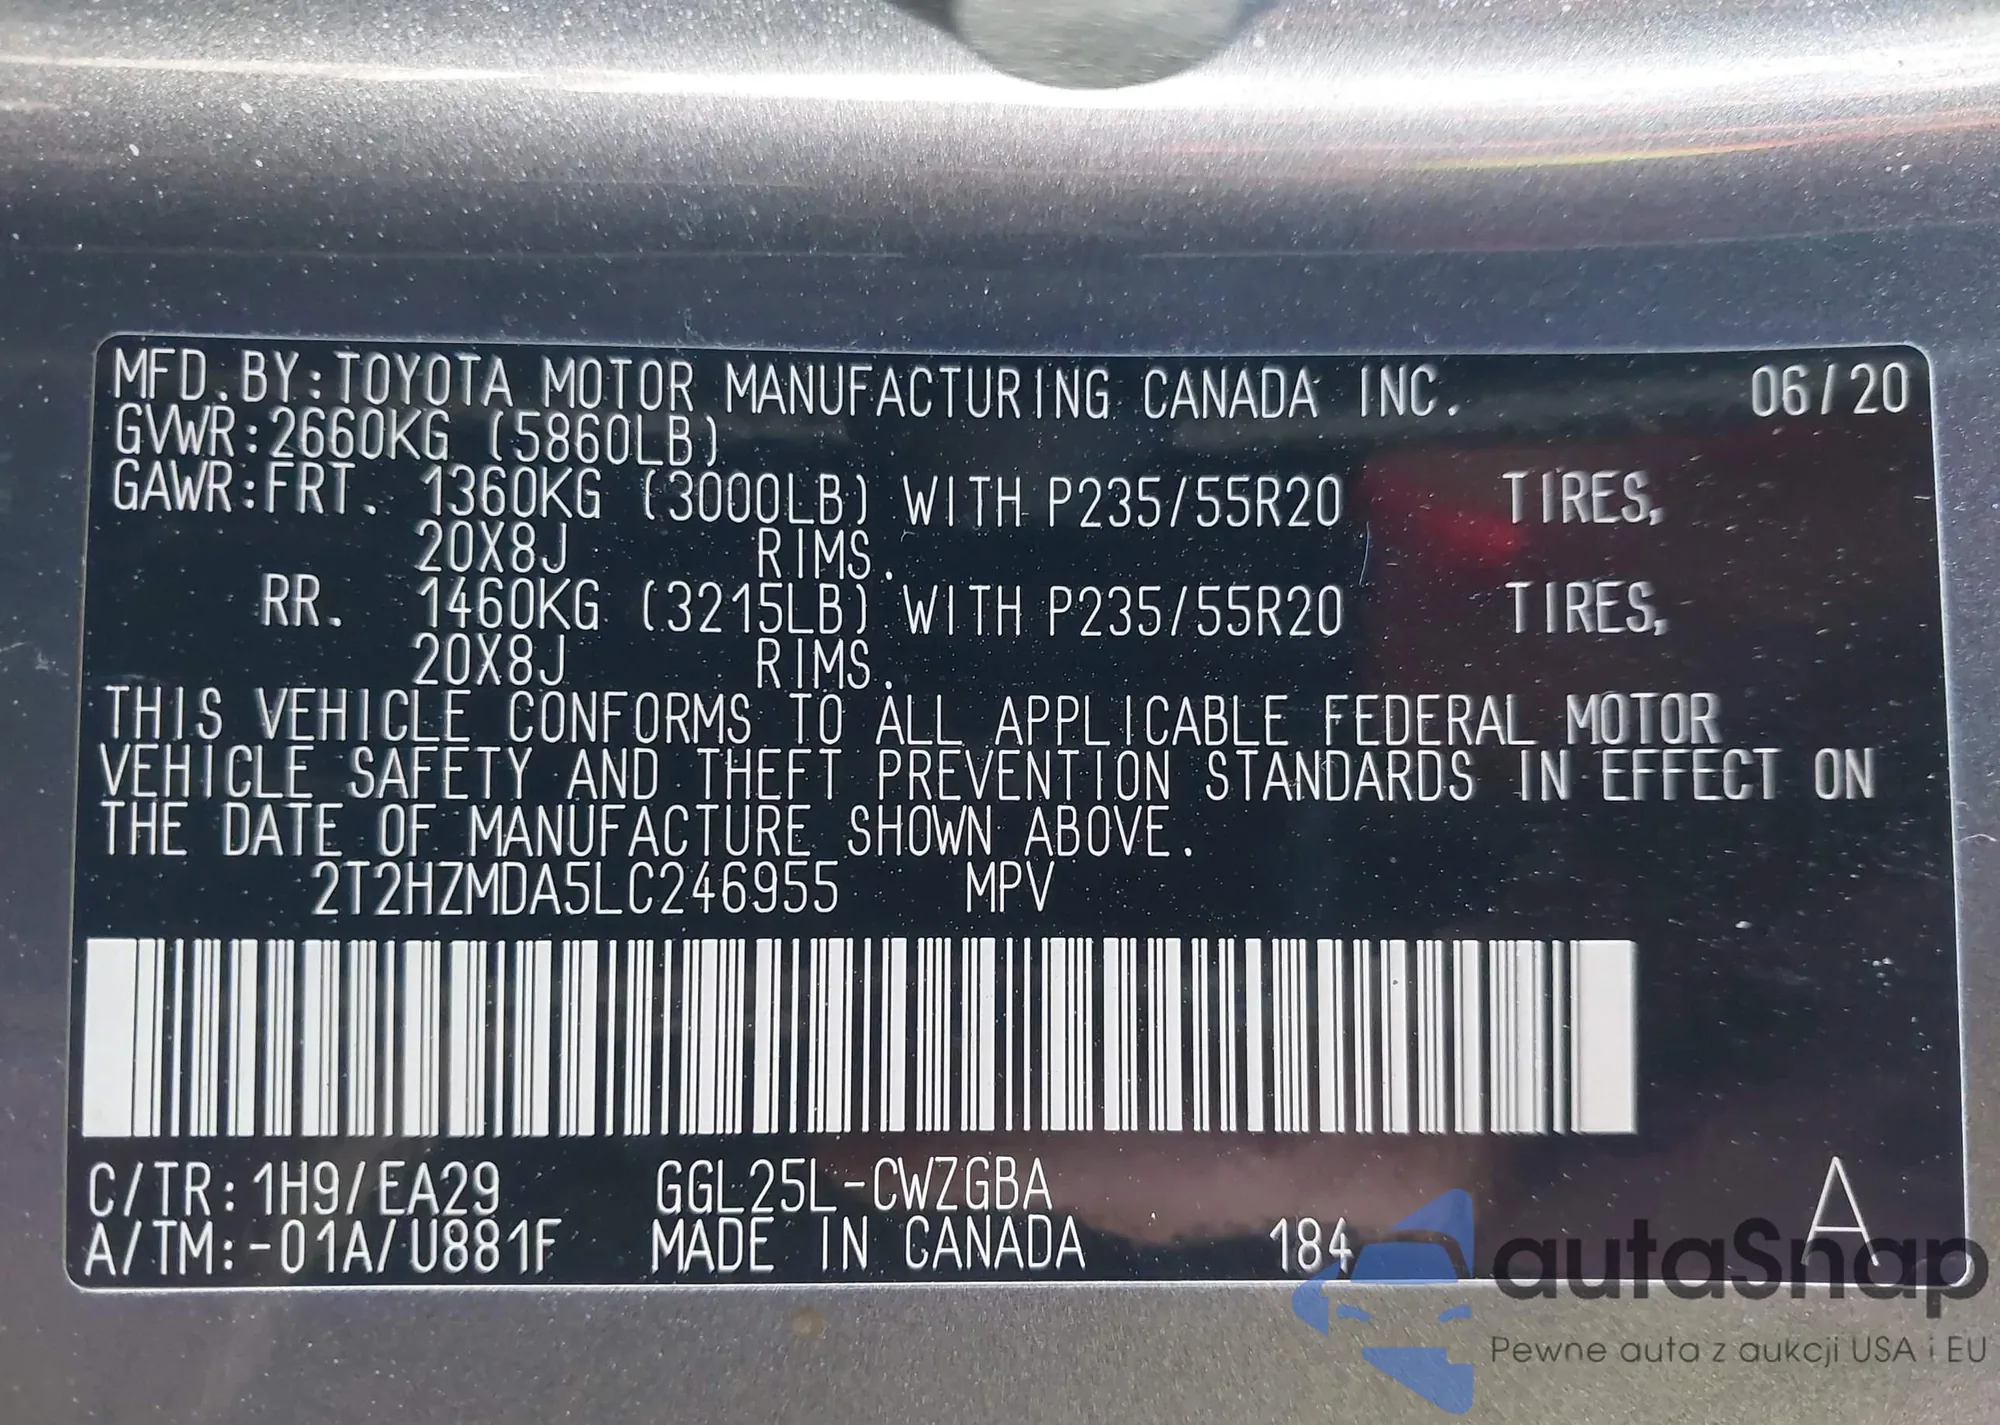 MFD.BY:TOYOTA MOTOR MANUFACTURING CANADA INC. 06/20
GVWR:2660KG (5860LB)
GAWR:FRT. 1360KG (3000LB) WITH P235/55R20 TIRES,
20X8J RIMS.
RR. 1460KG (3215LB) WITH P235/55R20 TIRES,
20X8J RIMS.
THIS VEHICLE CONFORMS TO ALL APPLICABLE FEDERAL MOTOR
VEHICLE SAFETY AND THEFT PREVENTION STANDARDS IN EFFECT ON
THE DATE OF MANUFACTURE SHOWN ABOVE.
2T2HZMDA5LC246955 MPV
C/TR:1H9/EA29 GGL25L-CWZGBA A
A/TM:-01A/U881F MADE IN CANADA 184
autoSnap
Pewne auta z aukcji USA i EU